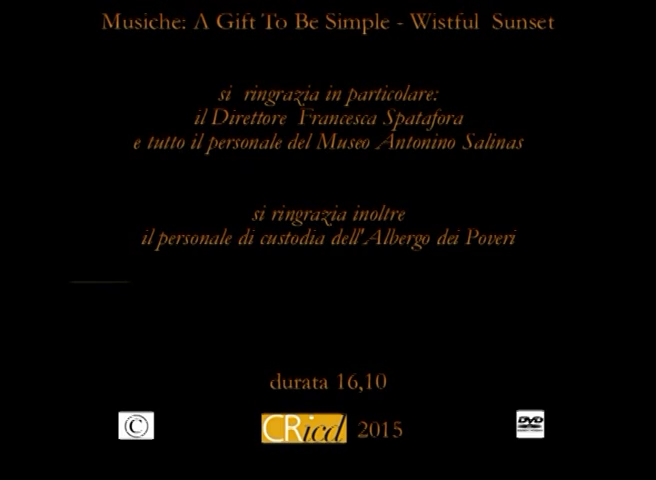 Musiche: A Gift To Be Simple - Wistful Sunset
si ringrazia in particolare:
il Direttore Francesca Spatafora
e tutto il personale del Museo Antonino Salinas
si ringrazia inoltre
il personale di custodia dell'Albergo dei Poveri
durata 16,10
© CRicd 2015 DVD